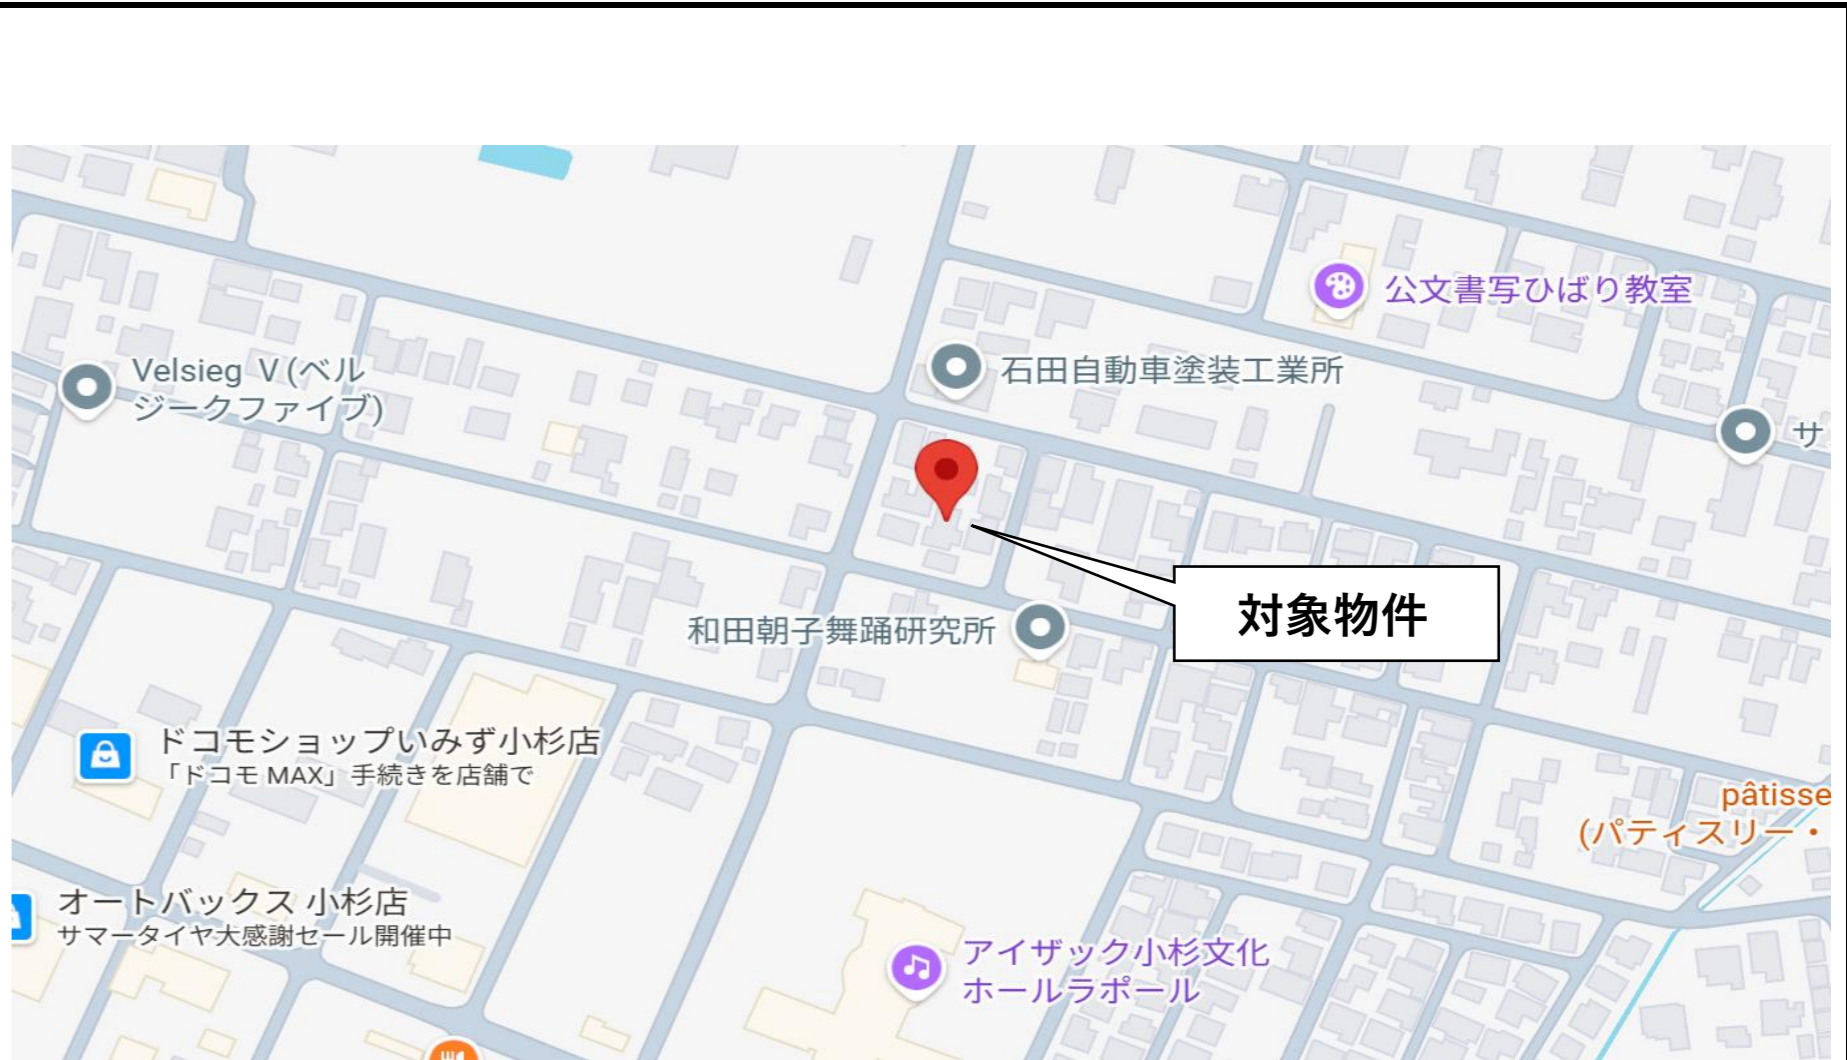 公文書写ひばり教室
Velsieg V(ベル
ジークファイブ)
石田自動車塗装工業所
サ
対象物件
和田朝子舞踊研究所
ドコモショップいみず小杉店
「ドコモ MAX」手続きを店舗で
pâtisse
(パティスリー・
オートバックス 小杉店
サマータイヤ大感謝セール開催中
アイザック小杉文化
ホールラポール